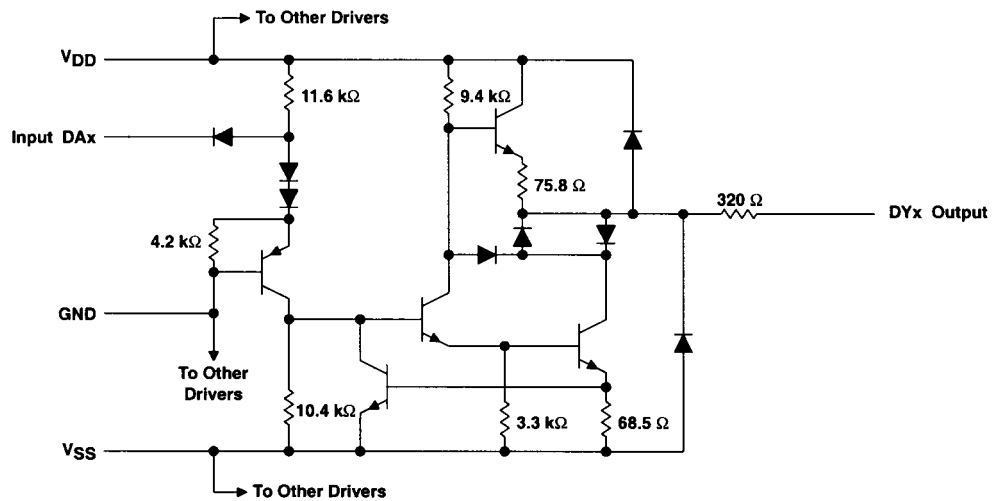 To Other Drivers
VDD
11.6 kΩ
9.4 kΩ
Input DAx
75.8 Ω
320 Ω
DYx Output
4.2 kΩ
GND
To Other
Drivers
10.4 kΩ
3.3 kΩ
68.5 Ω
VSS
To Other Drivers